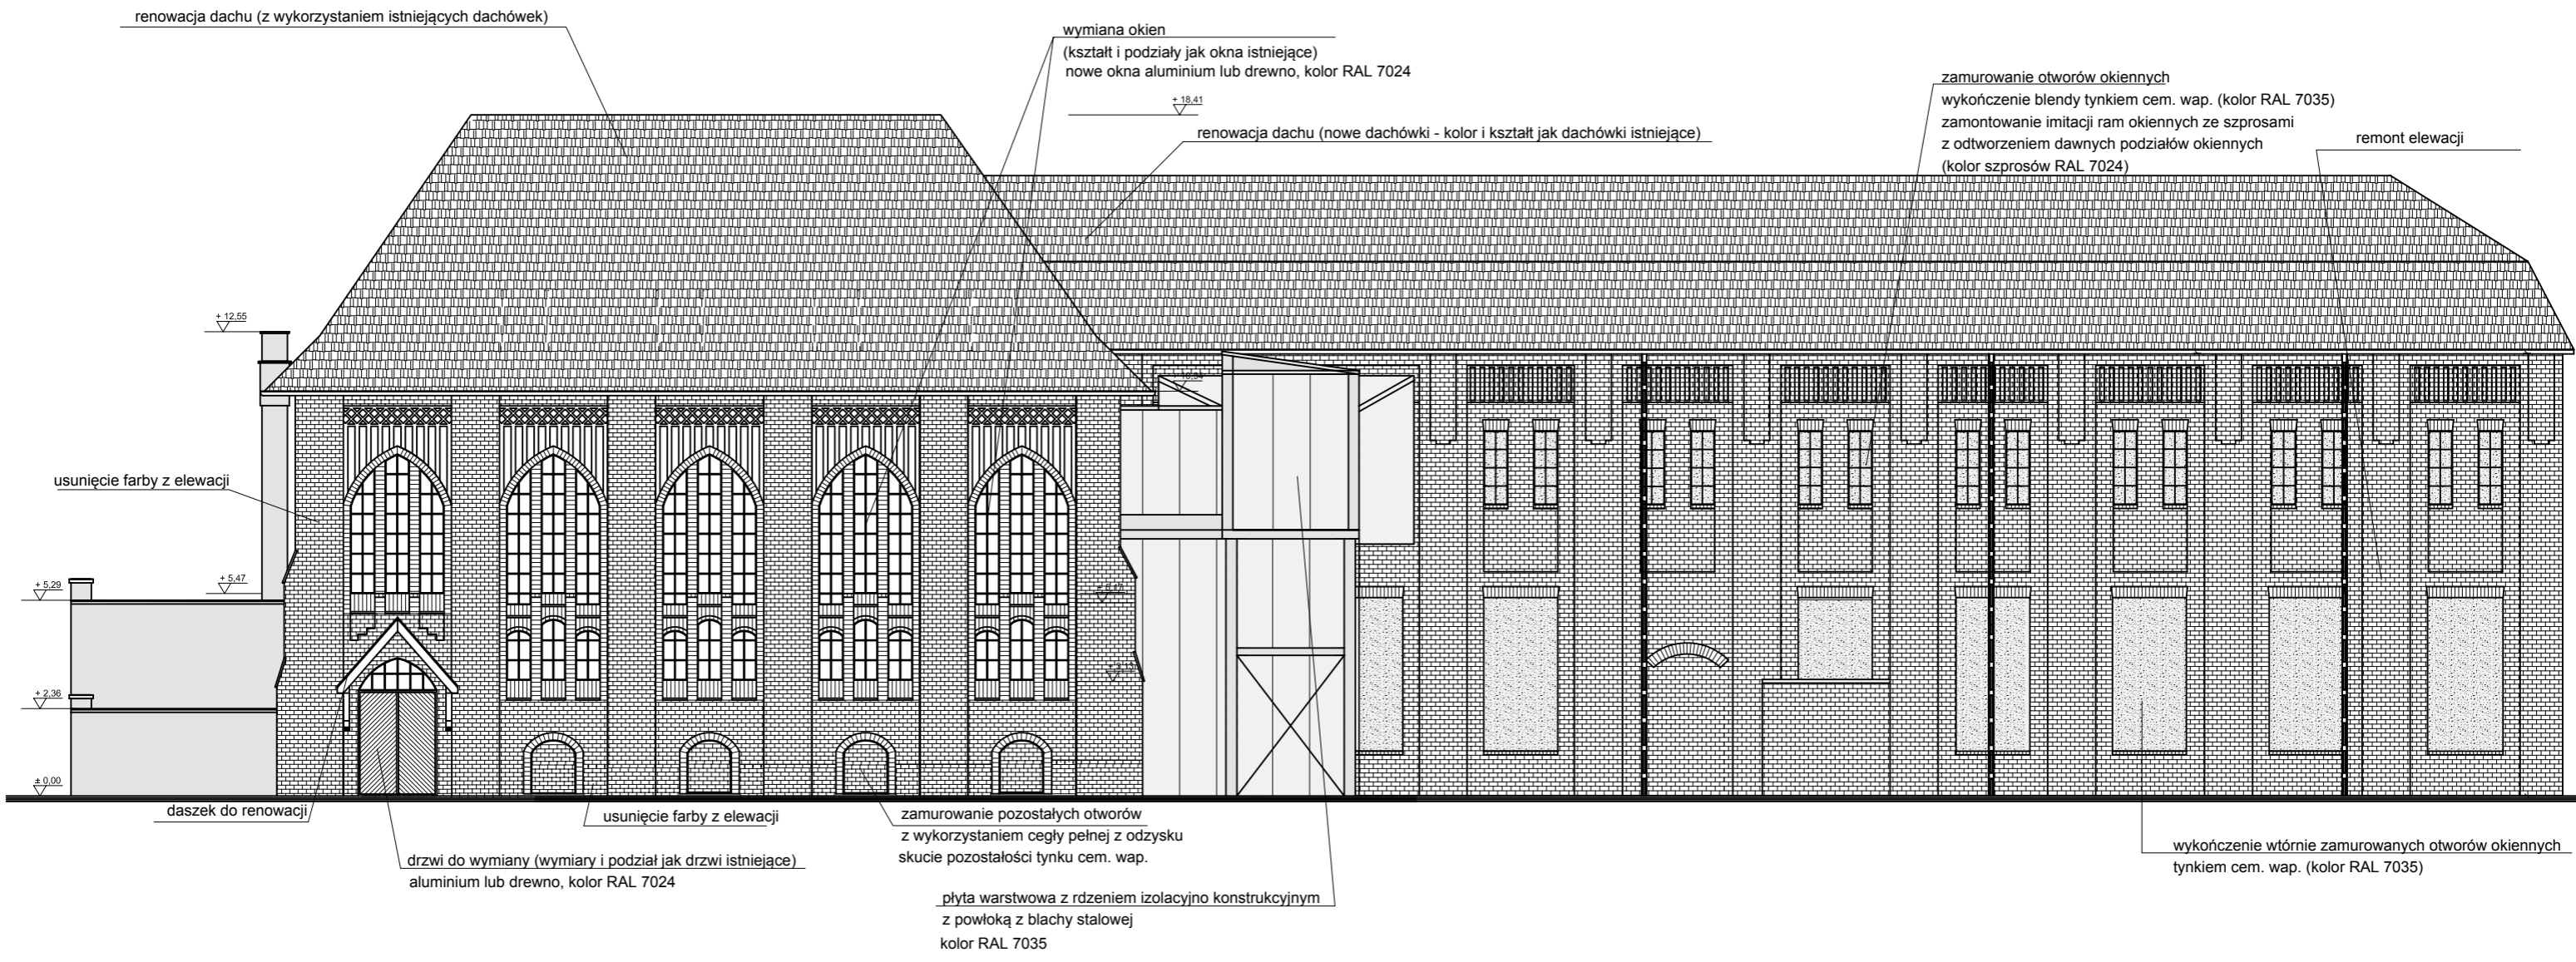 renowacja dachu (z wykorzystaniem istniejących dachówek)
wymiana okien
(kształt i podziały jak okna istniejące)
nowe okna aluminium lub drewno, kolor RAL 7024
+ 18,41
renowacja dachu (nowe dachówki - kolor i kształt jak dachówki istniejące)
zamurowanie otworów okiennych
wykończenie blendy tynkiem cem. wap. (kolor RAL 7035)
zamontowanie imitacji ram okiennych ze szprosami
z odtworzeniem dawnych podziałów okiennych
(kolor szprosów RAL 7024)
remont elewacji
+ 12,55
usunięcie farby z elewacji
+ 5,29
+ 5,47
+ 2,36
± 0,00
daszek do renowacji
drzwi do wymiany (wymiary i podział jak drzwi istniejące)
aluminium lub drewno, kolor RAL 7024
usunięcie farby z elewacji
zamurowanie pozostałych otworów
z wykorzystaniem cegły pełnej z odzysku
skucie pozostałości tynku cem. wap.
płyta warstwowa z rdzeniem izolacyjno konstrukcyjnym
z powłoką z blachy stalowej
kolor RAL 7035
wykończenie wtórnie zamurowanych otworów okiennych
tynkiem cem. wap. (kolor RAL 7035)